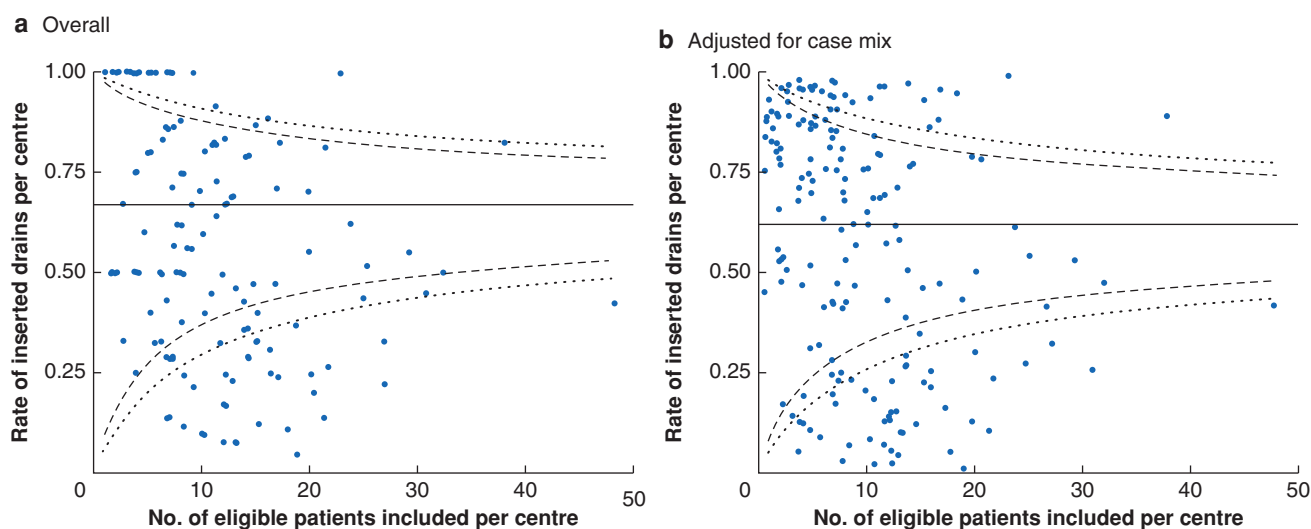 a Overall
Rate of inserted drains per centre
1.00
0.75
0.50
0.25
0 10 20 30 40 50
No. of eligible patients included per centre
b Adjusted for case mix
Rate of inserted drains per centre
1.00
0.75
0.50
0.25
0 10 20 30 40 50
No. of eligible patients included per centre